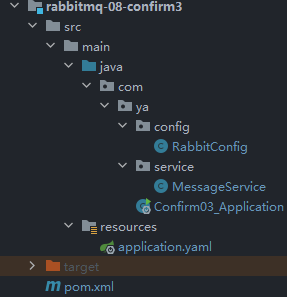 rabbitmq-08-confirm3
src
main
java
com
ya
config
RabbitConfig
service
MessageService
Confirm03_Application
resources
application.yaml
target
pom.xml